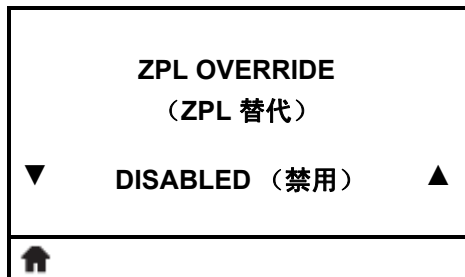 ZPL OVERRIDE
（ZPL 替代）
▼ DISABLED （禁用） ▲